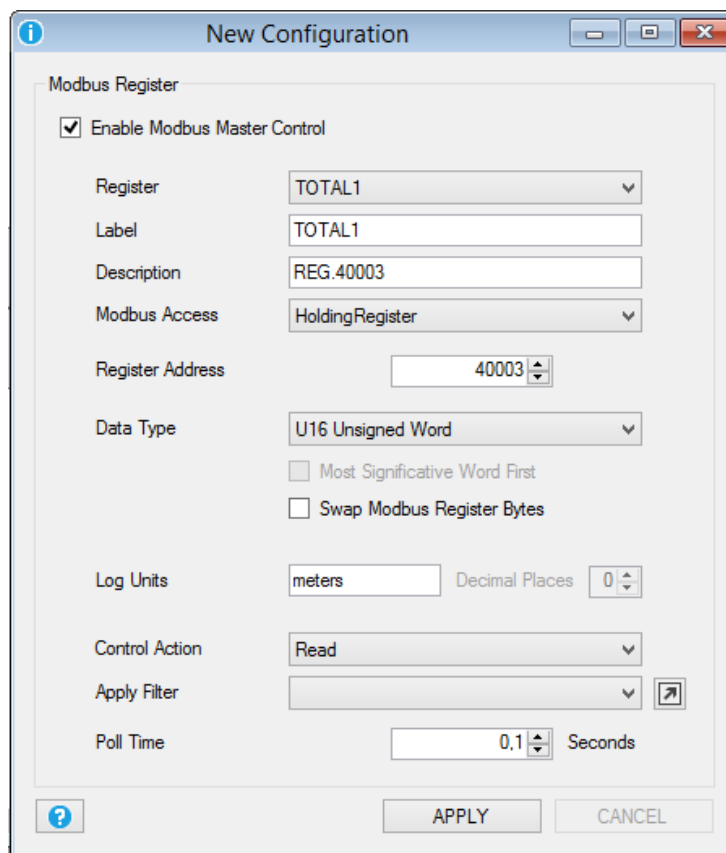 New Configuration
Modbus Register
Enable Modbus Master Control
Register TOTAL1
Label TOTAL1
Description REG.40003
Modbus Access HoldingRegister
Register Address 40003
Data Type U16 Unsigned Word
Most Significative Word First
Swap Modbus Register Bytes
Log Units meters Decimal Places 0
Control Action Read
Apply Filter
Poll Time 0,1 Seconds
APPLY CANCEL